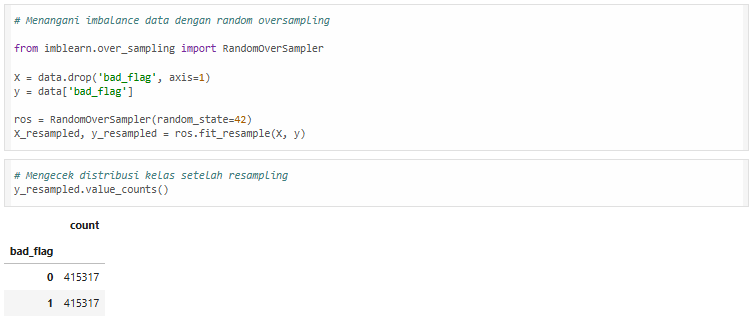 # Menangani imbalance data dengan random oversampling
from imblearn.over_sampling import RandomOverSampler
X = data.drop('bad_flag', axis=1)
y = data['bad_flag']
ros = RandomOverSampler(random_state=42)
X_resampled, y_resampled = ros.fit_resample(X, y)
# Mengecek distribusi kelas setelah resampling
y_resampled.value_counts()
count
bad_flag
0 415317
1 415317